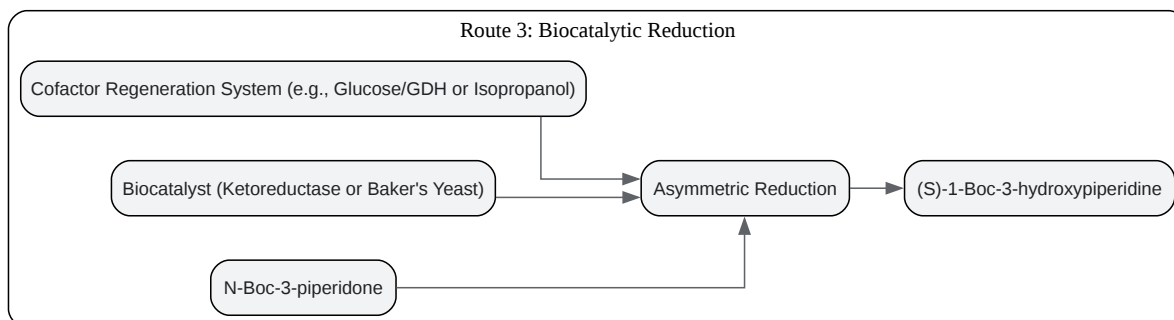 Route 3: Biocatalytic Reduction
Cofactor Regeneration System (e.g., Glucose/GDH or Isopropanol)
Biocatalyst (Ketoreductase or Baker's Yeast)
Asymmetric Reduction
(S)-1-Boc-3-hydroxypiperidine
N-Boc-3-piperidone